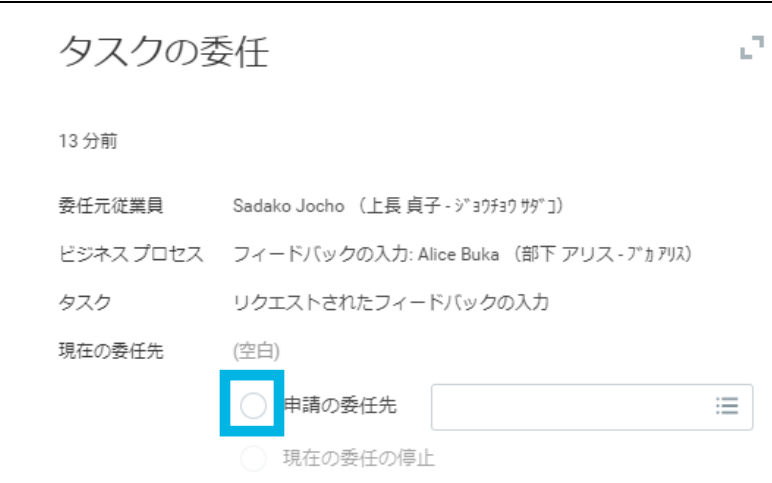 タスクの委任
13 分前
委任元従業員 Sadako Jocho （上長 貞子 - ｼﾞｮｳﾁｮｳ ｻﾀﾞｺ）
ビジネス プロセス フィードバックの入力: Alice Buka （部下 アリス - ﾌﾞｶ ｱﾘｽ）
タスク リクエストされたフィードバックの入力
現在の委任先 (空白)
申請の委任先
現在の委任の停止